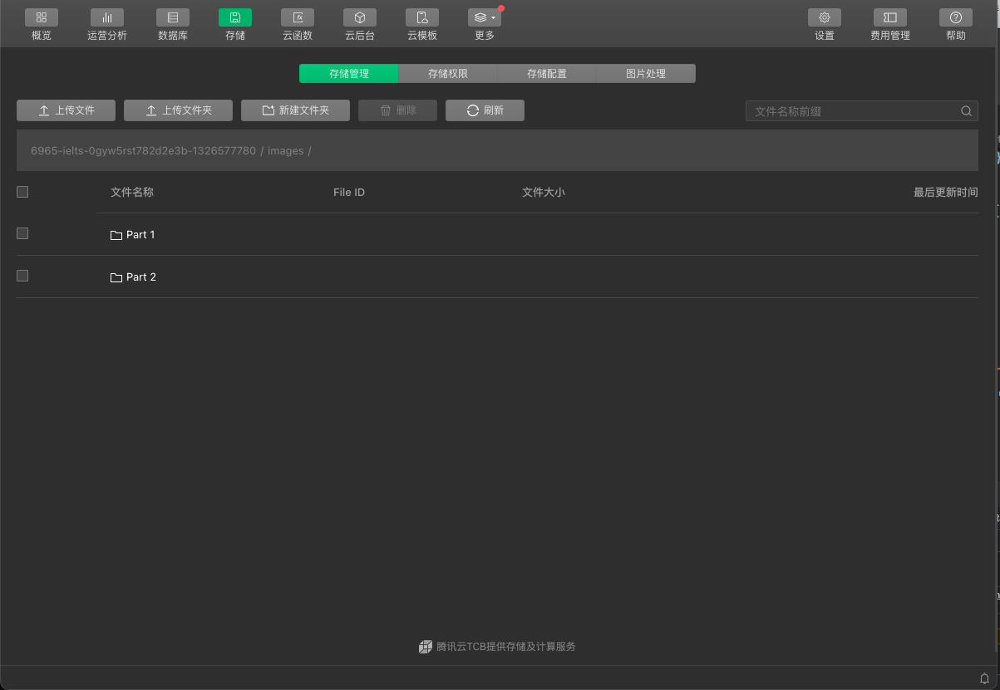 概览 运营分析 数据库 存储 云函数 云后台 云模板 更多 设置 费用管理 帮助
存储管理 存储权限 存储配置 图片处理
上传文件 上传文件夹 新建文件夹 删除 刷新 文件名称前缀
6965-ielts-0gyw5rst782d2e3b-1326577780 / images /
文件名称 File ID 文件大小 最后更新时间
Part 1
Part 2
腾讯云TCB提供存储及计算服务